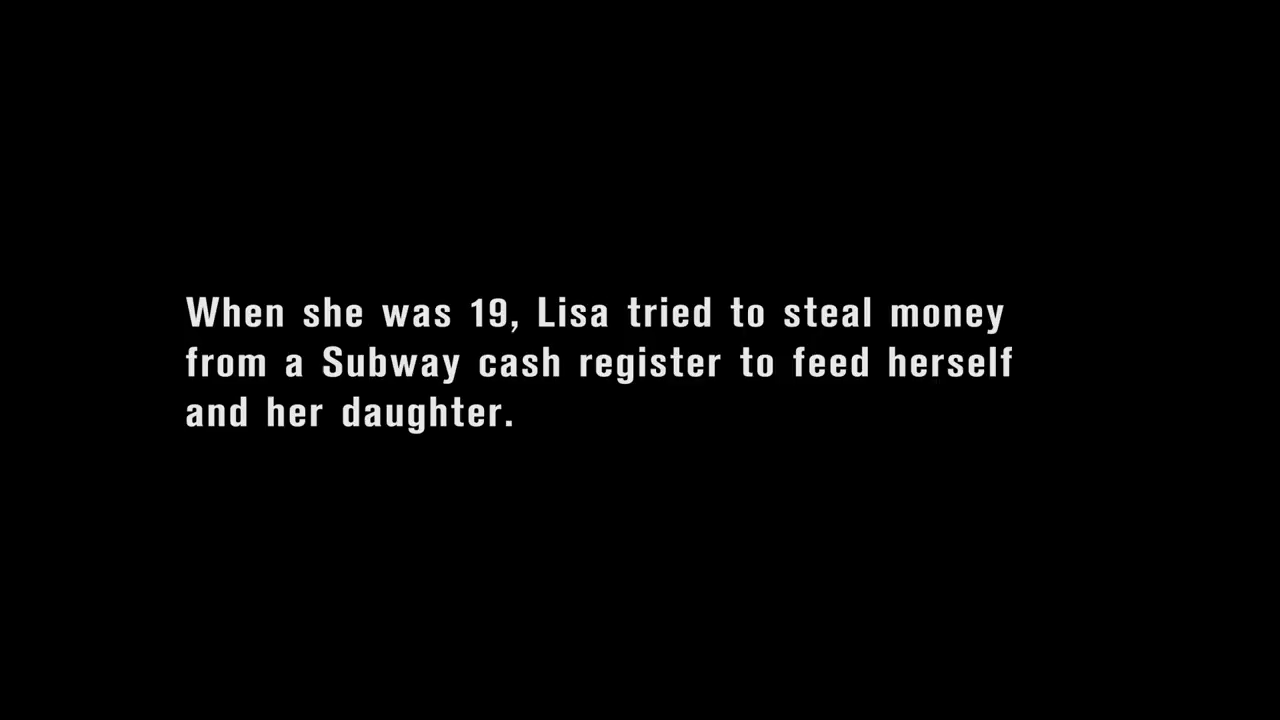 When she was 19, Lisa tried to steal money
from a Subway cash register to feed herself
and her daughter.